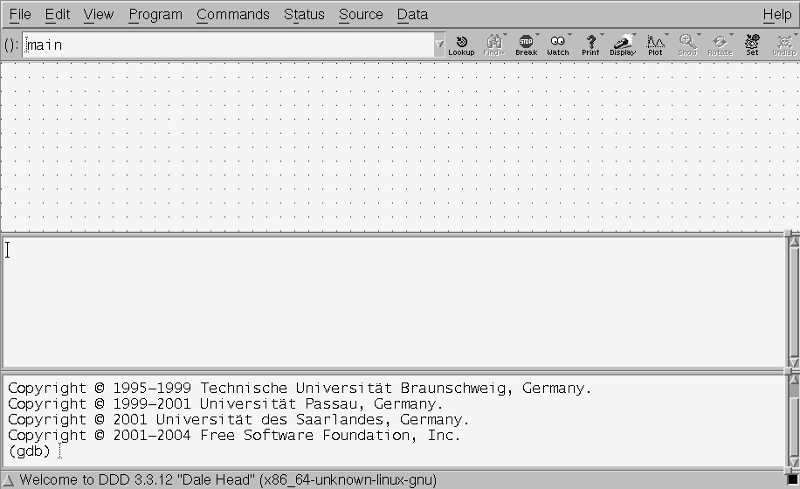 File Edit View Program Commands Status Source Data Help
(): main
Lookup Find» Break Watch Print Display Plot Show Rotate Set Undisp
STOP
Copyright © 1995-1999 Technische Universität Braunschweig, Germany.
Copyright © 1999-2001 Universität Passau, Germany.
Copyright © 2001 Universität des Saarlandes, Germany.
Copyright © 2001-2004 Free Software Foundation, Inc.
(gdb)
Welcome to DDD 3.3.12 "Dale Head" (x86_64-unknown-linux-gnu)